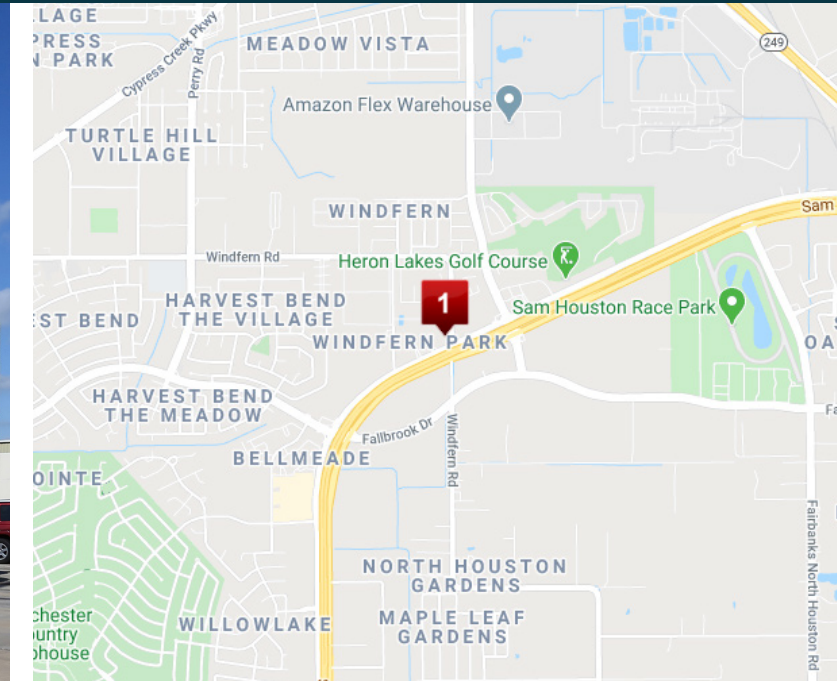 LAGE
PRESS
N PARK
Cypress Creek Pkwy
Perry Rd
MEADOW VISTA
249
Amazon Flex Warehouse
TURTLE HILL
VILLAGE
WINDFERN
Sam
Windfern Rd
Heron Lakes Golf Course
EST BEND
HARVEST BEND
THE VILLAGE
1
Sam Houston Race Park
WINDFERN PARK
OA
HARVEST BEND
THE MEADOW
Fallbrook Dr
Windfern Rd
Fa
BELLMEADE
OINTE
Fairbanks North Houston Rd
NORTH HOUSTON
GARDENS
chester
ountry
bhouse
WILLOWLAKE
MAPLE LEAF
GARDENS